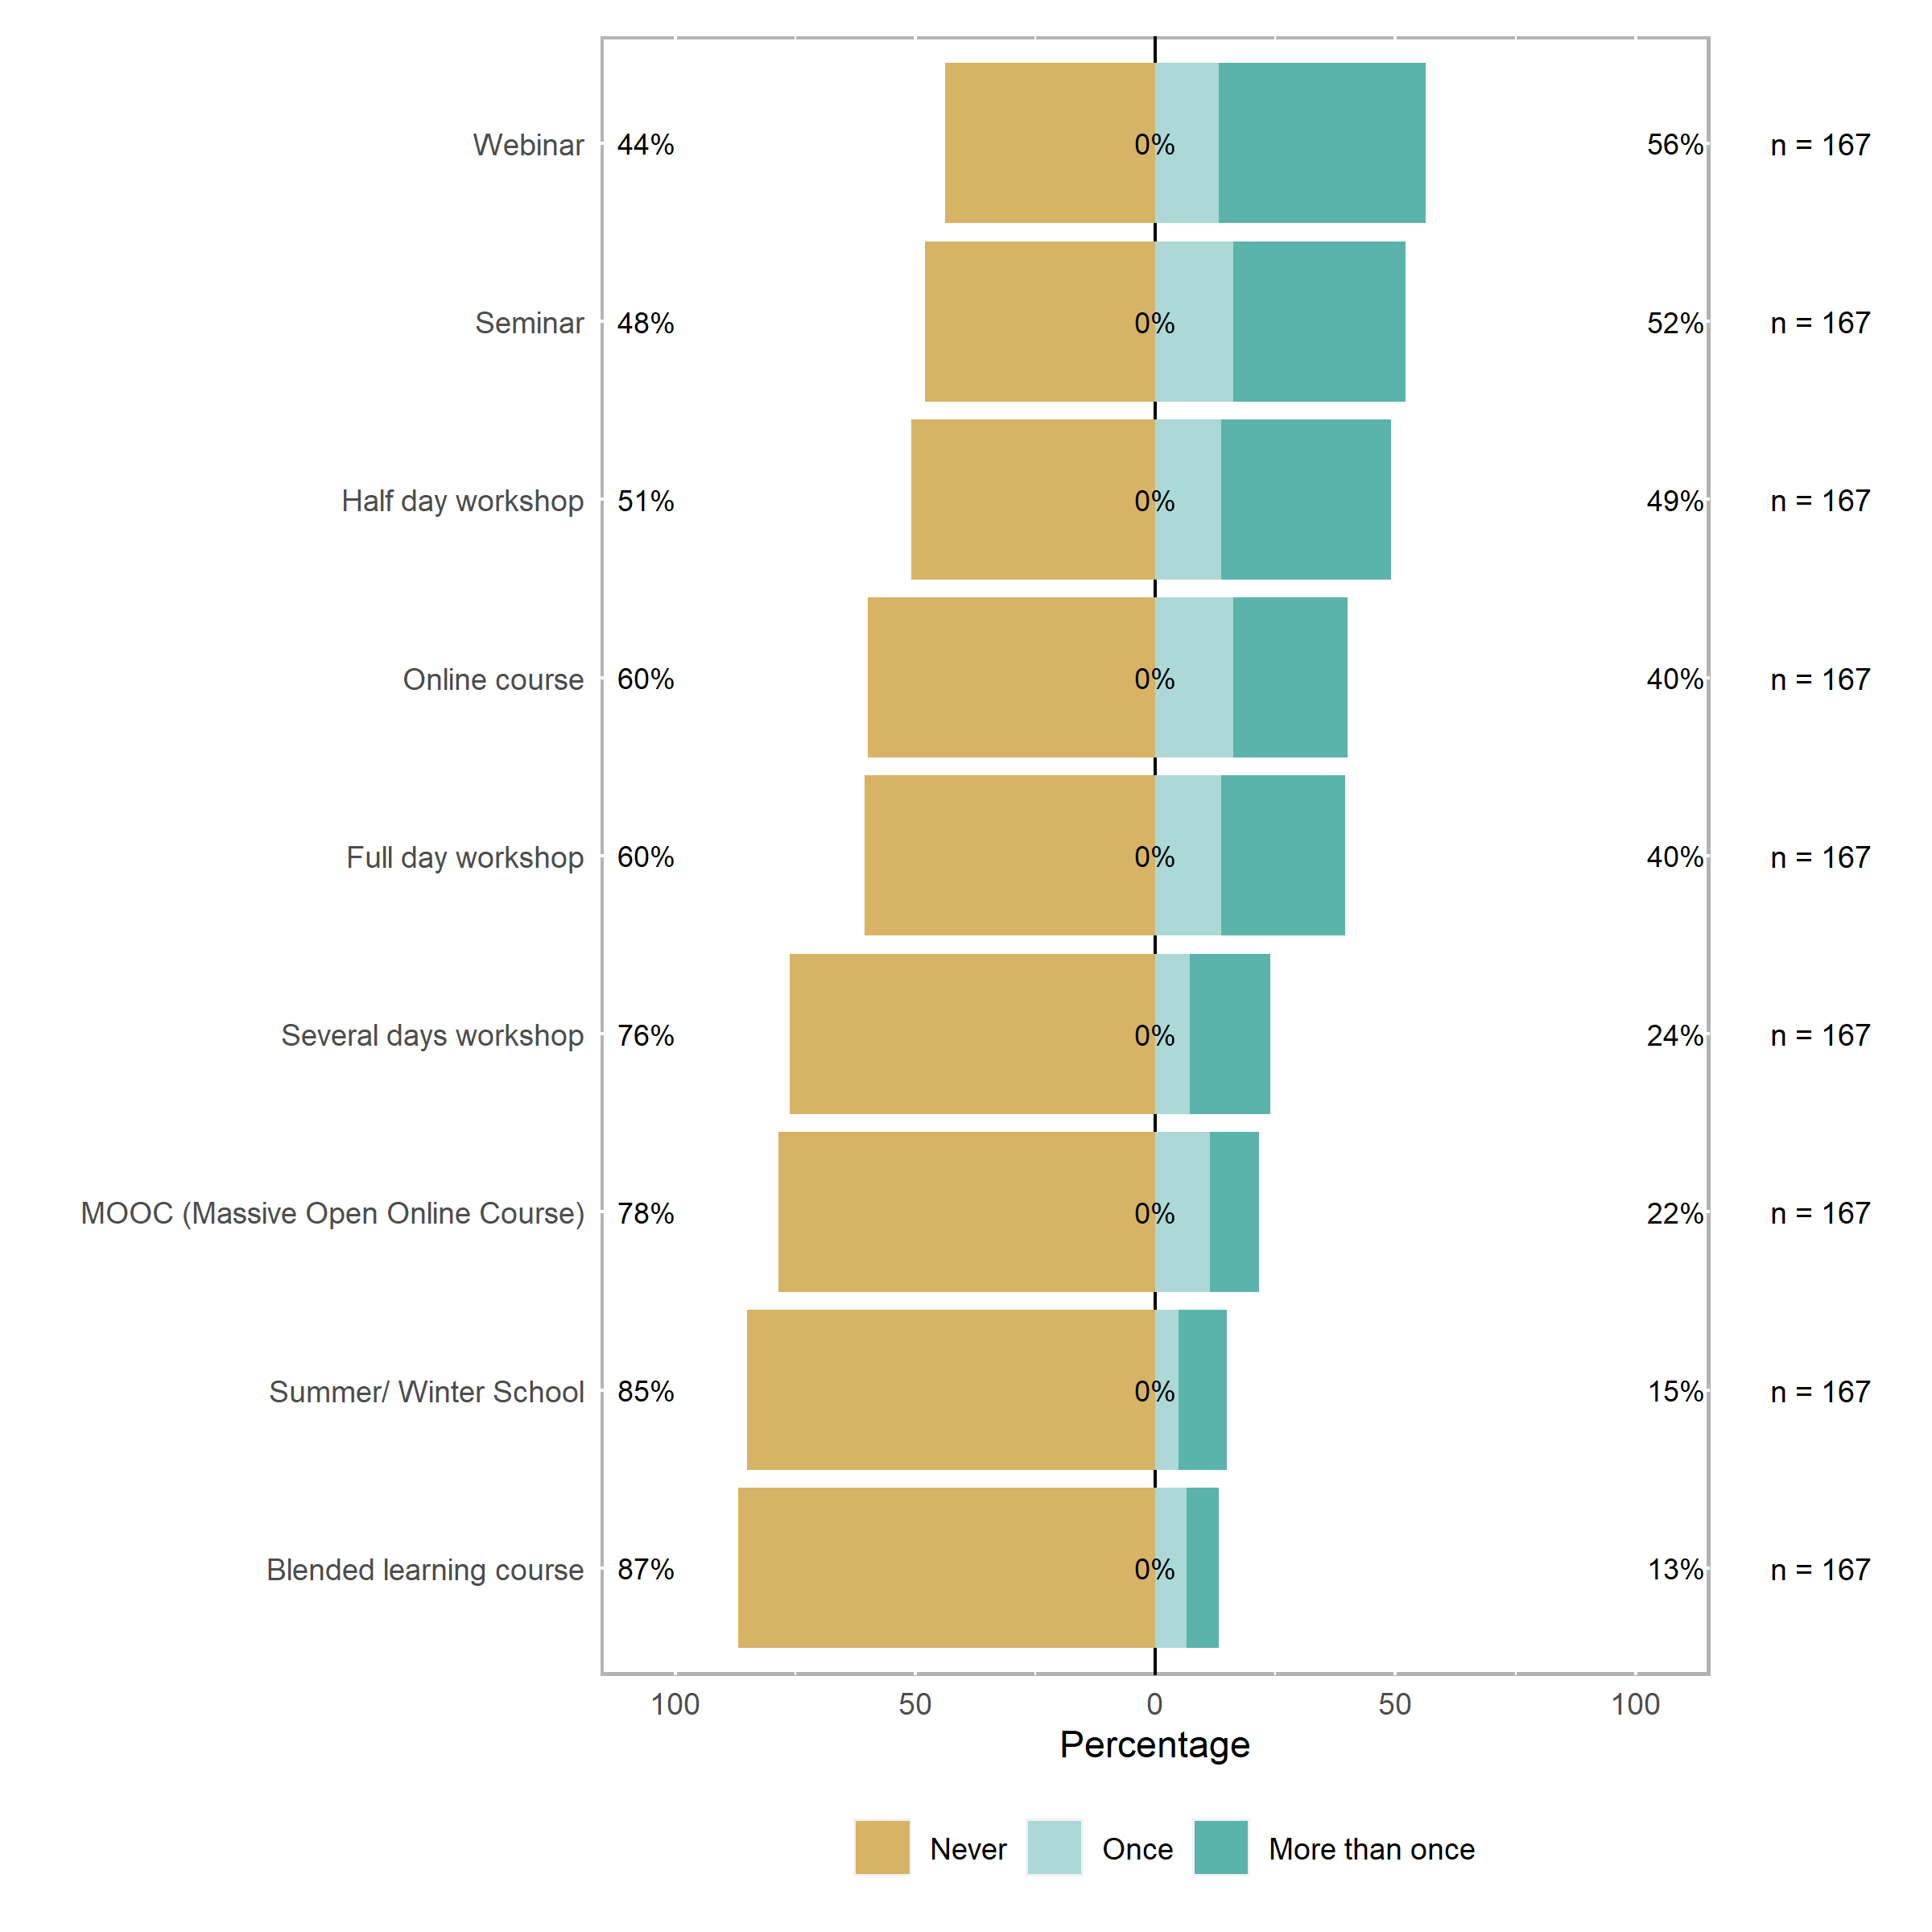 Webinar 44% 0% 56% n = 167
Seminar 48% 0% 52% n = 167
Half day workshop 51% 0% 49% n = 167
Online course 60% 0% 40% n = 167
Full day workshop 60% 0% 40% n = 167
Several days workshop 76% 0% 24% n = 167
MOOC (Massive Open Online Course) 78% 0% 22% n = 167
Summer/ Winter School 85% 0% 15% n = 167
Blended learning course 87% 0% 13% n = 167
100 50 0 50 100
Percentage
Never Once More than once